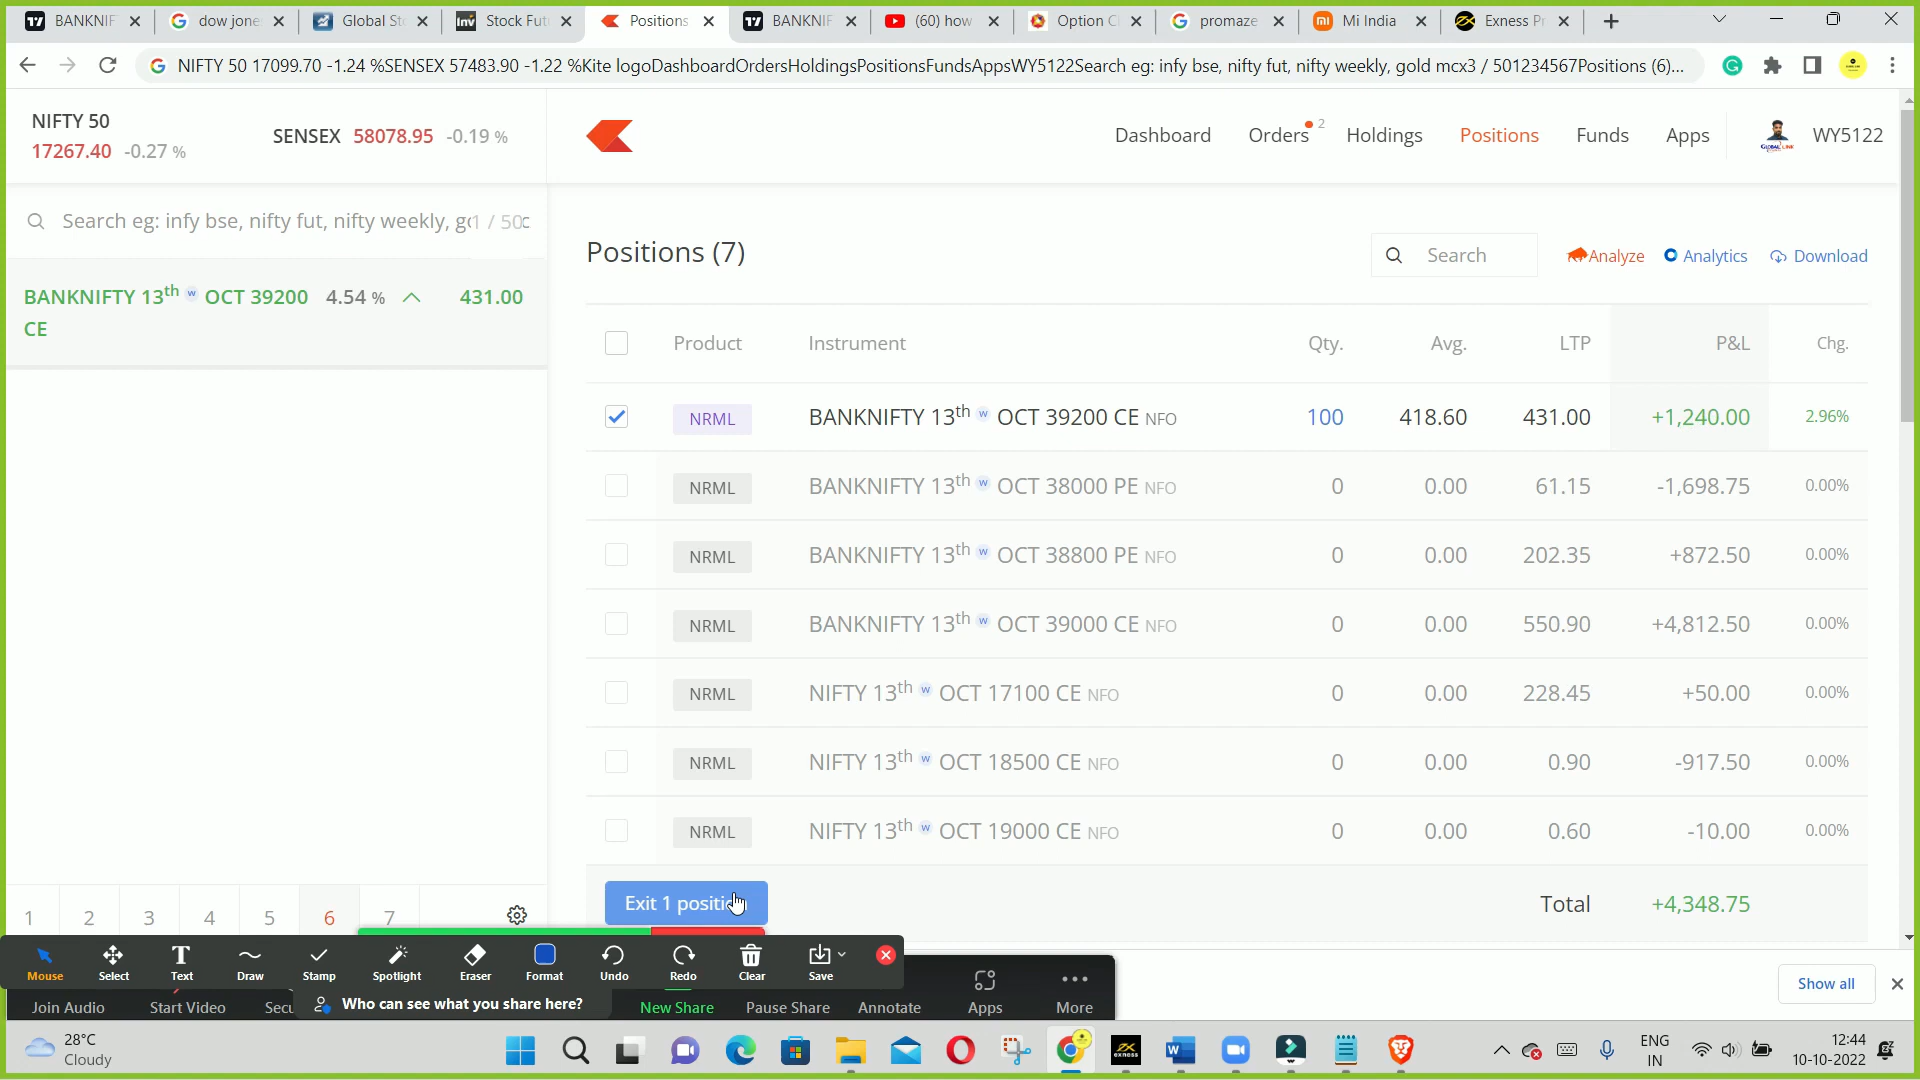 BANKNIF
dow jone
Global St
Stock Fut
Positions
BANKNIF
(60) how
Option C
promaze
Mi India
Exness Pr
NIFTY 50 17099.70 -1.24 %SENSEX 57483.90 -1.22 %Kite logoDashboardOrdersHoldingsPositionsFundsAppsWY5122Search eg: infy bse, nifty fut, nifty weekly, gold mcx3 / 501234567Positions (6)...
NIFTY 50
17267.40 -0.27 %
SENSEX 58078.95 -0.19 %
Dashboard Orders 2 Holdings Positions Funds Apps WY5122
Search eg: infy bse, nifty fut, nifty weekly, 1 / 50
BANKNIFTY 13th w OCT 39200 CE 4.54 % 431.00
Positions (7)
Search Analyze Analytics Download
Product Instrument Qty. Avg. LTP P&L Chg.
NRML BANKNIFTY 13th w OCT 39200 CE NFO 100 418.60 431.00 +1,240.00 2.96%
NRML BANKNIFTY 13th w OCT 38000 PE NFO 0 0.00 61.15 -1,698.75 0.00%
NRML BANKNIFTY 13th w OCT 38800 PE NFO 0 0.00 202.35 +872.50 0.00%
NRML BANKNIFTY 13th w OCT 39000 CE NFO 0 0.00 550.90 +4,812.50 0.00%
NRML NIFTY 13th w OCT 17100 CE NFO 0 0.00 228.45 +50.00 0.00%
NRML NIFTY 13th w OCT 18500 CE NFO 0 0.00 0.90 -917.50 0.00%
NRML NIFTY 13th w OCT 19000 CE NFO 0 0.00 0.60 -10.00 0.00%
Exit 1 positi Total +4,348.75
1 2 3 4 5 6 7
Mouse Select Text Draw Stamp Spotlight Eraser Format Undo Redo Clear Save
Join Audio Start Video Secu Who can see what you share here? New Share Pause Share Annotate Apps More
Show all
28°C
Cloudy
ENG
IN
12:44
10-10-2022